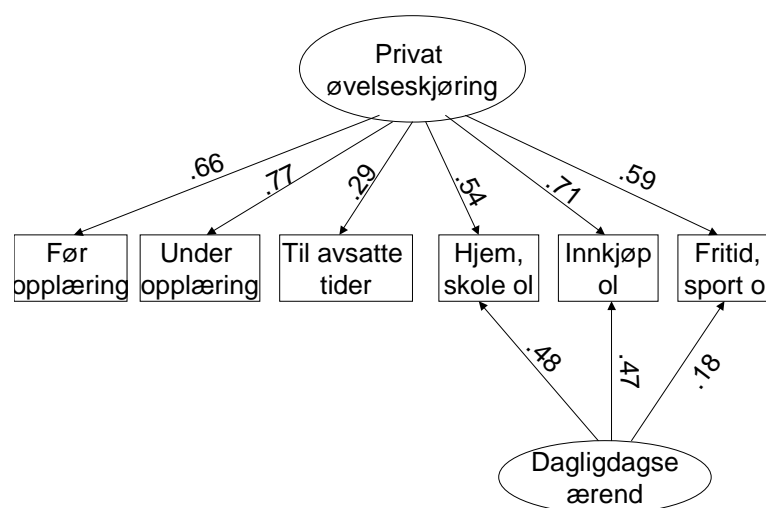 Privat
øvelseskjøring
.66
.77
.29
.54
.71
.59
Før
opplæring
Under
opplæring
Til avsatte
tider
Hjem,
skole ol
Innkjøp
ol
Fritid,
sport o
.48
.47
.18
Dagligdagse
ærend